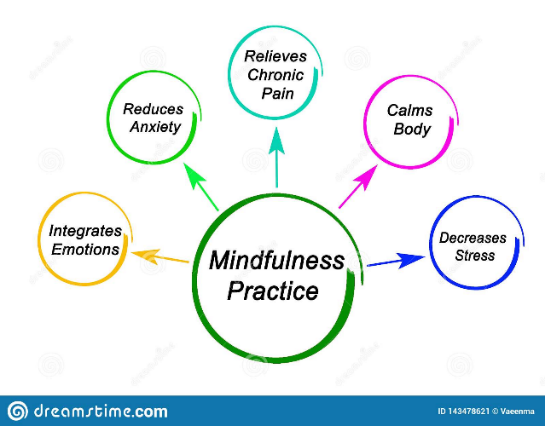 Relieves
Chronic
Pain
Reduces
Anxiety
Calms
Body
Integrates
Emotions
Decreases
Stress
Mindfulness
Practice
dreamstime.com
ID 143478621 © Vaeenma